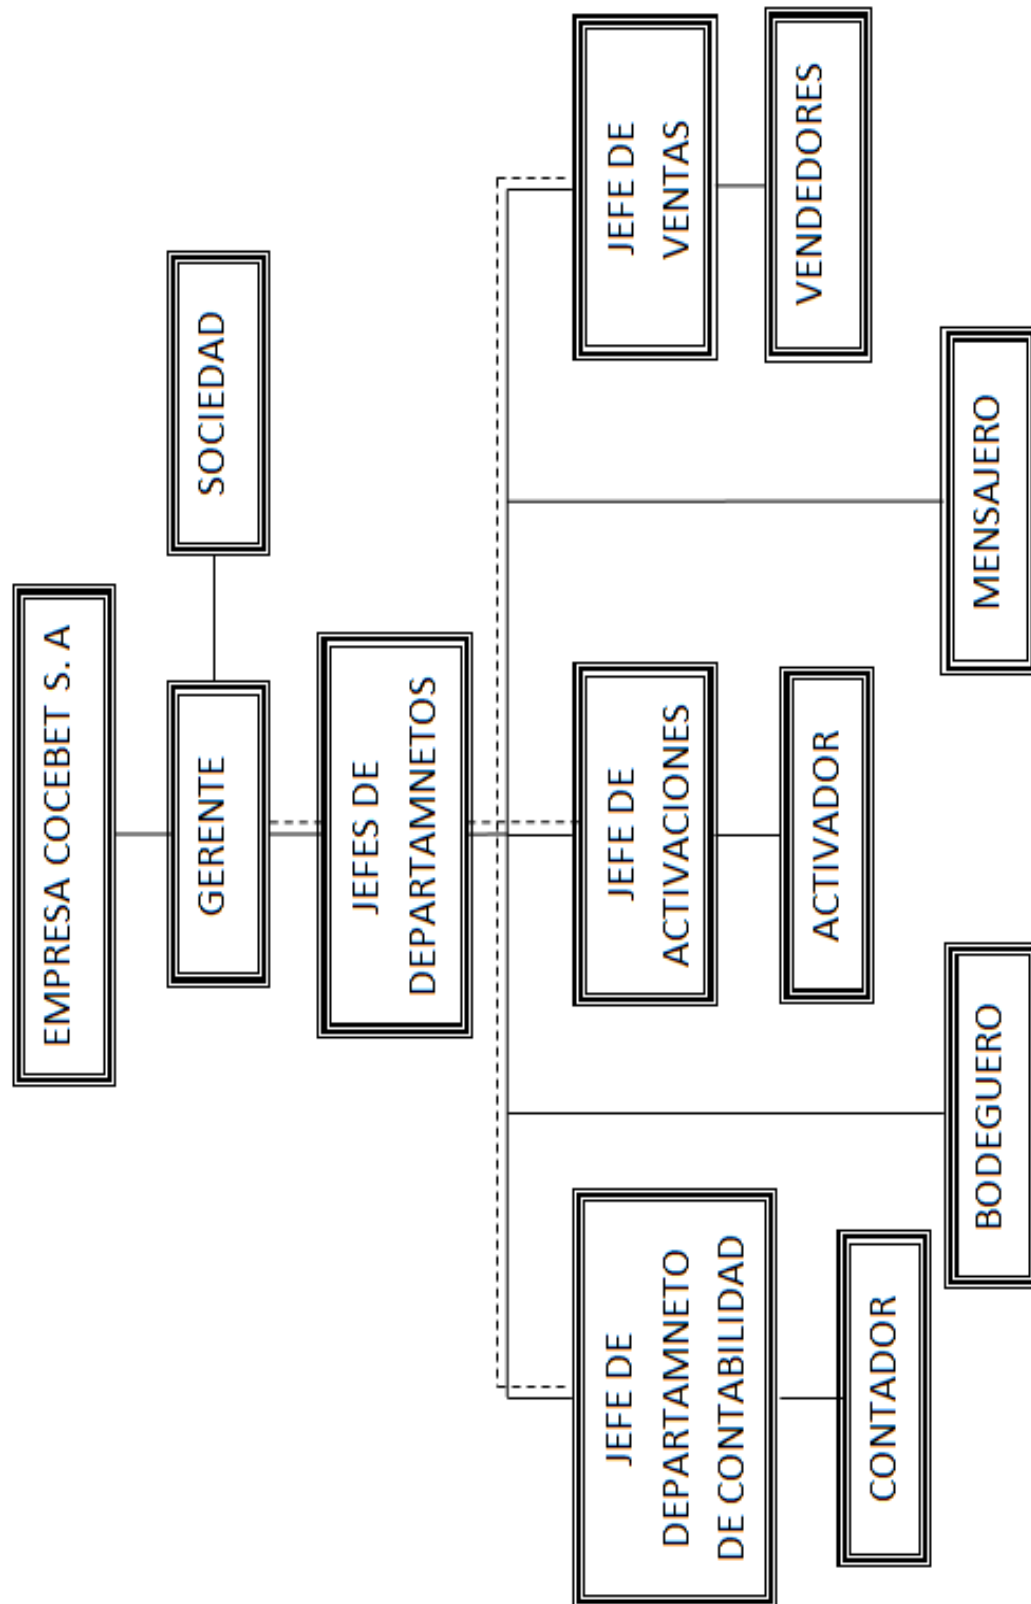 EMPRESA COCEBET S. A
GERENTE
SOCIEDAD
JEFES DE
DEPARTAMNETOS
JEFE DE
DEPARTAMNETO
DE CONTABILIDAD
JEFE DE
ACTIVACIONES
JEFE DE
VENTAS
CONTADOR
ACTIVADOR
VENDEDORES
BODEGUERO
MENSAJERO